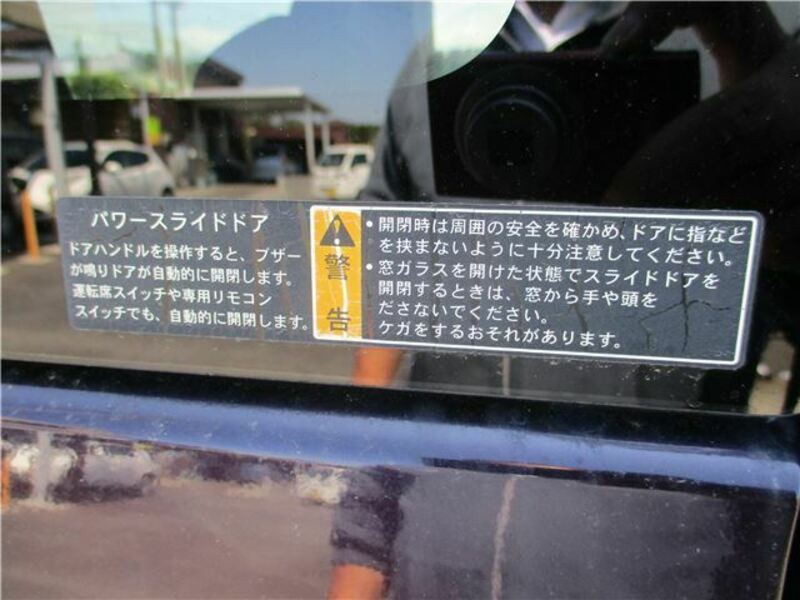 パワースライドドア
ドアハンドルを操作すると、ブザー
が鳴りドアが自動的に開閉します。
運転席スイッチや専用リモコン
スイッチでも、自動的に開閉します。
警告
・開閉時は周囲の安全を確かめ、ドアに指など
を挟まないように十分注意してください。
・窓ガラスを開けた状態でスライドドアを
開閉するときは、窓から手や頭を
ださないでください。
ケガをするおそれがあります。